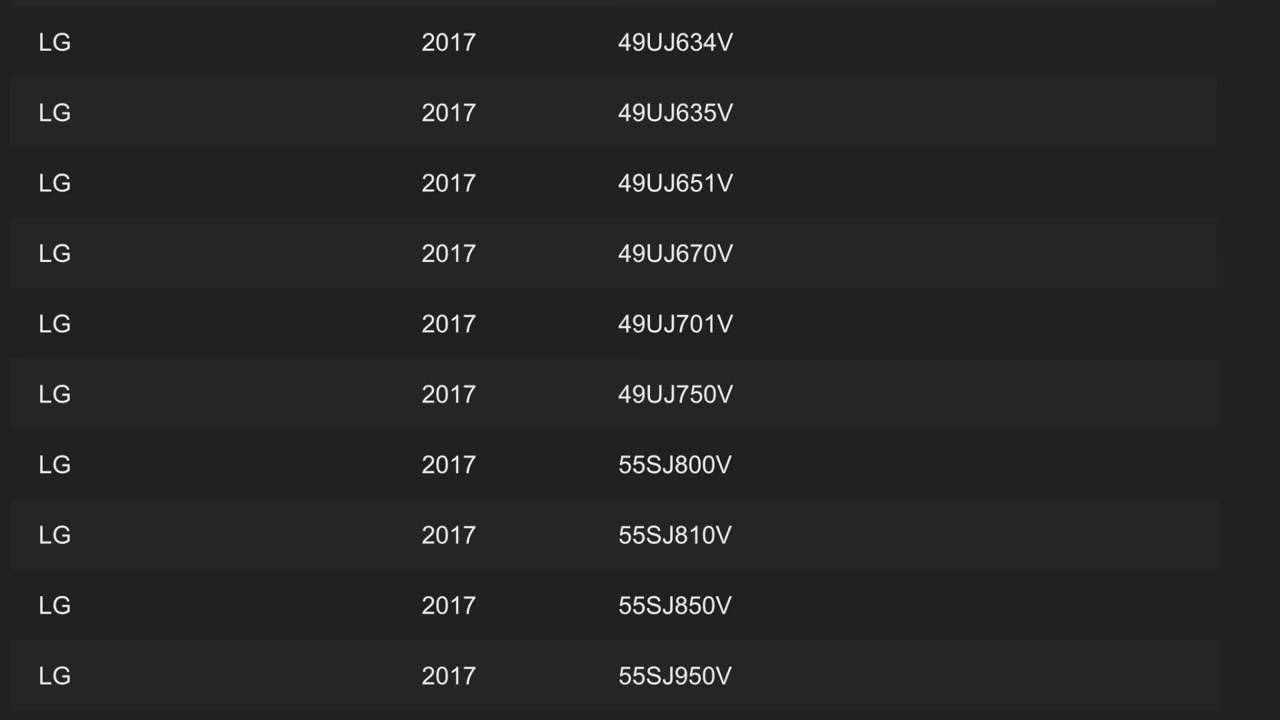 LG 2017 49UJ634V
LG 2017 49UJ635V
LG 2017 49UJ651V
LG 2017 49UJ670V
LG 2017 49UJ701V
LG 2017 49UJ750V
LG 2017 55SJ800V
LG 2017 55SJ810V
LG 2017 55SJ850V
LG 2017 55SJ950V